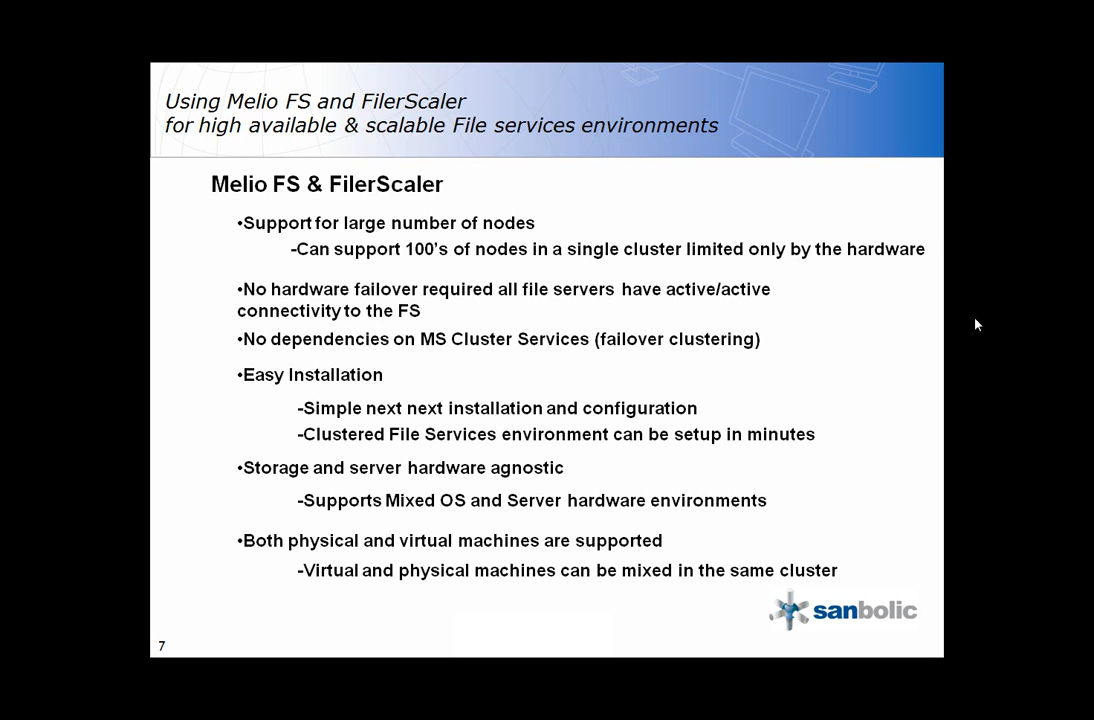 Using Melio FS and FilerScaler
for high available & scalable File services environments
Melio FS & FilerScaler
•Support for large number of nodes
-Can support 100's of nodes in a single cluster limited only by the hardware
•No hardware failover required all file servers have active/active
connectivity to the FS
•No dependencies on MS Cluster Services (failover clustering)
•Easy Installation
-Simple next next installation and configuration
-Clustered File Services environment can be setup in minutes
•Storage and server hardware agnostic
-Supports Mixed OS and Server hardware environments
•Both physical and virtual machines are supported
-Virtual and physical machines can be mixed in the same cluster
sanbolic
7